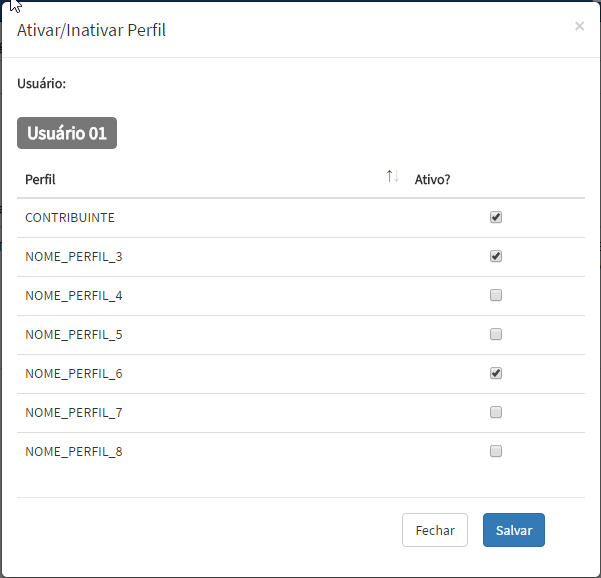 Ativar/Inativar Perfil ×
Usuário:
Usuário 01
Perfil Ativo?
CONTRIBUINTE
NOME_PERFIL_3
NOME_PERFIL_4
NOME_PERFIL_5
NOME_PERFIL_6
NOME_PERFIL_7
NOME_PERFIL_8
Fechar Salvar